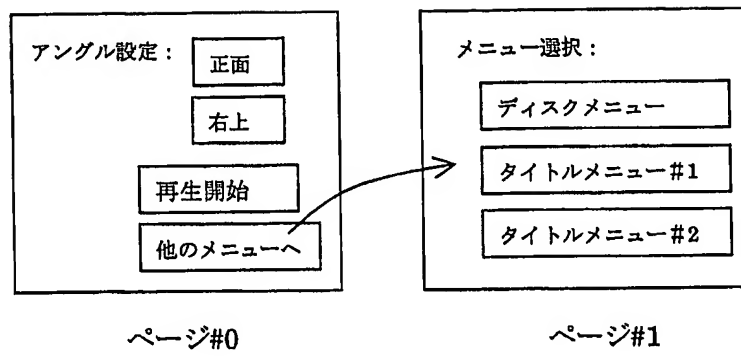 アングル設定：
正面
右上
再生開始
他のメニューへ
ページ#0
メニュー選択：
ディスクメニュー
タイトルメニュー#1
タイトルメニュー#2
ページ#1